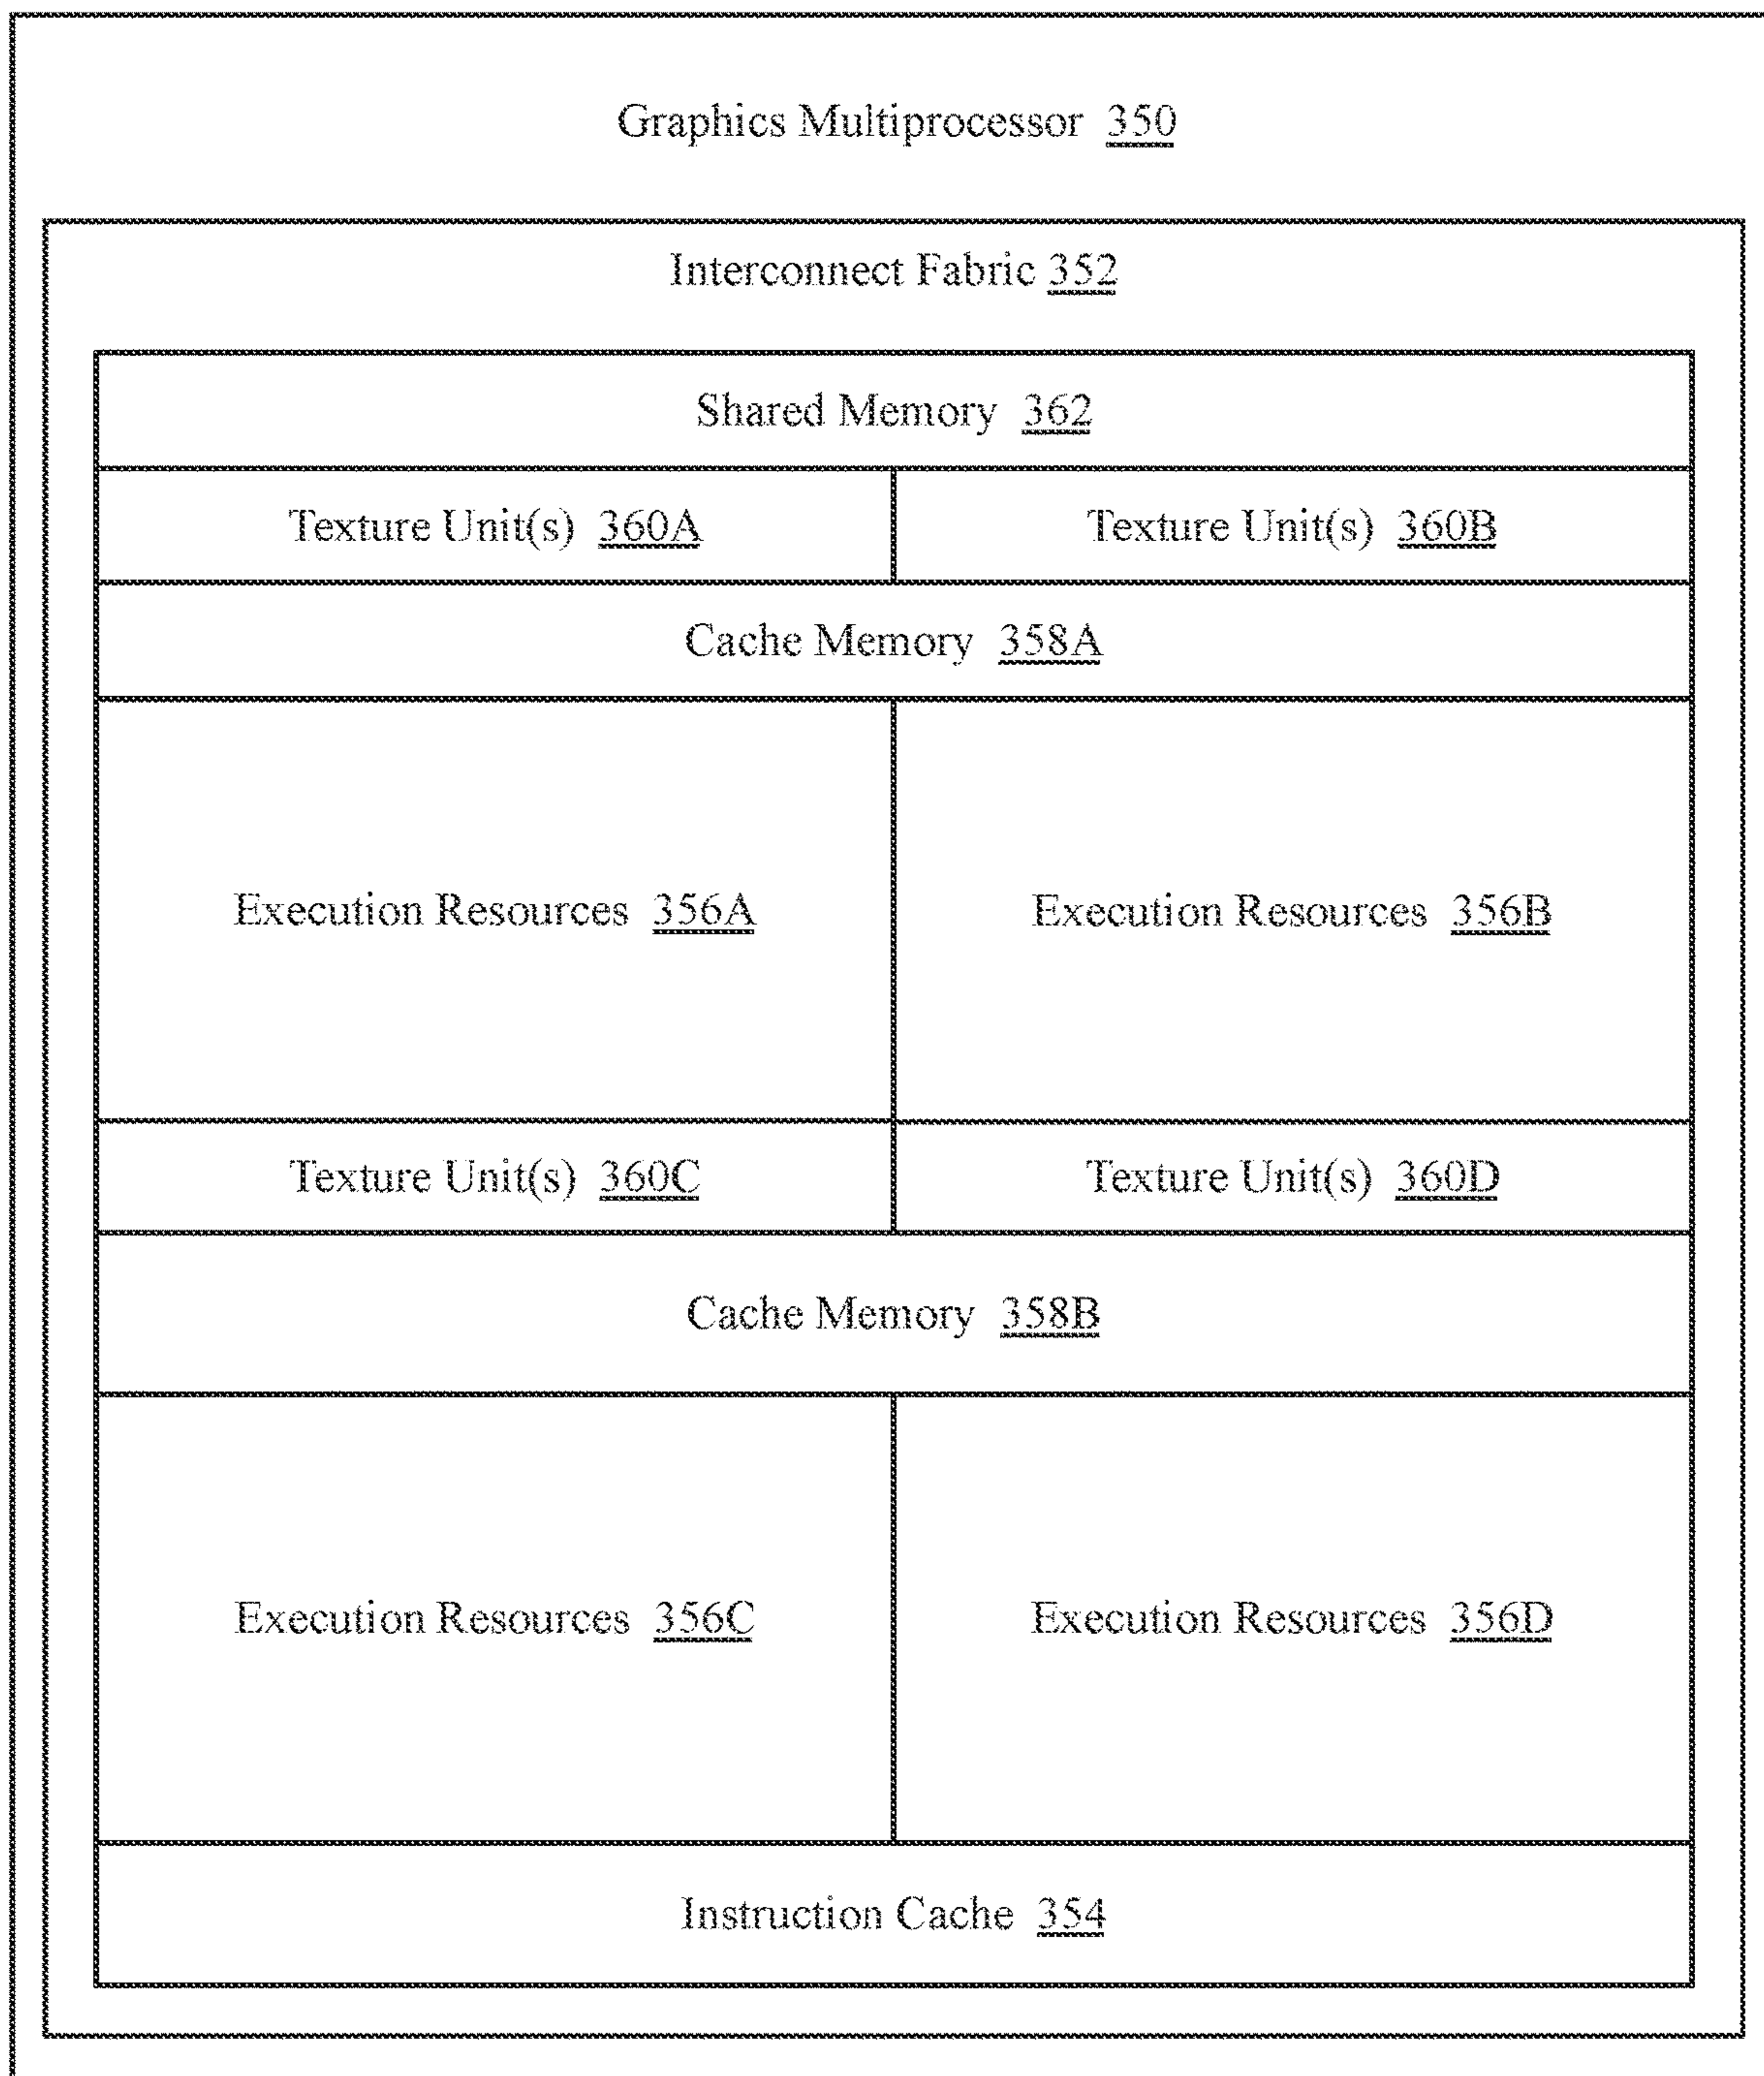 Graphics Multiprocessor 350
Interconnect Fabric 352
Shared Memory 362
Texture Unit(s) 360A
Texture Unit(s) 360B
Cache Memory 358A
Execution Resources 356A
Execution Resources 356B
Texture Unit(s) 360C
Texture Unit(s) 360D
Cache Memory 358B
Execution Resources 356C
Execution Resources 356D
Instruction Cache 354